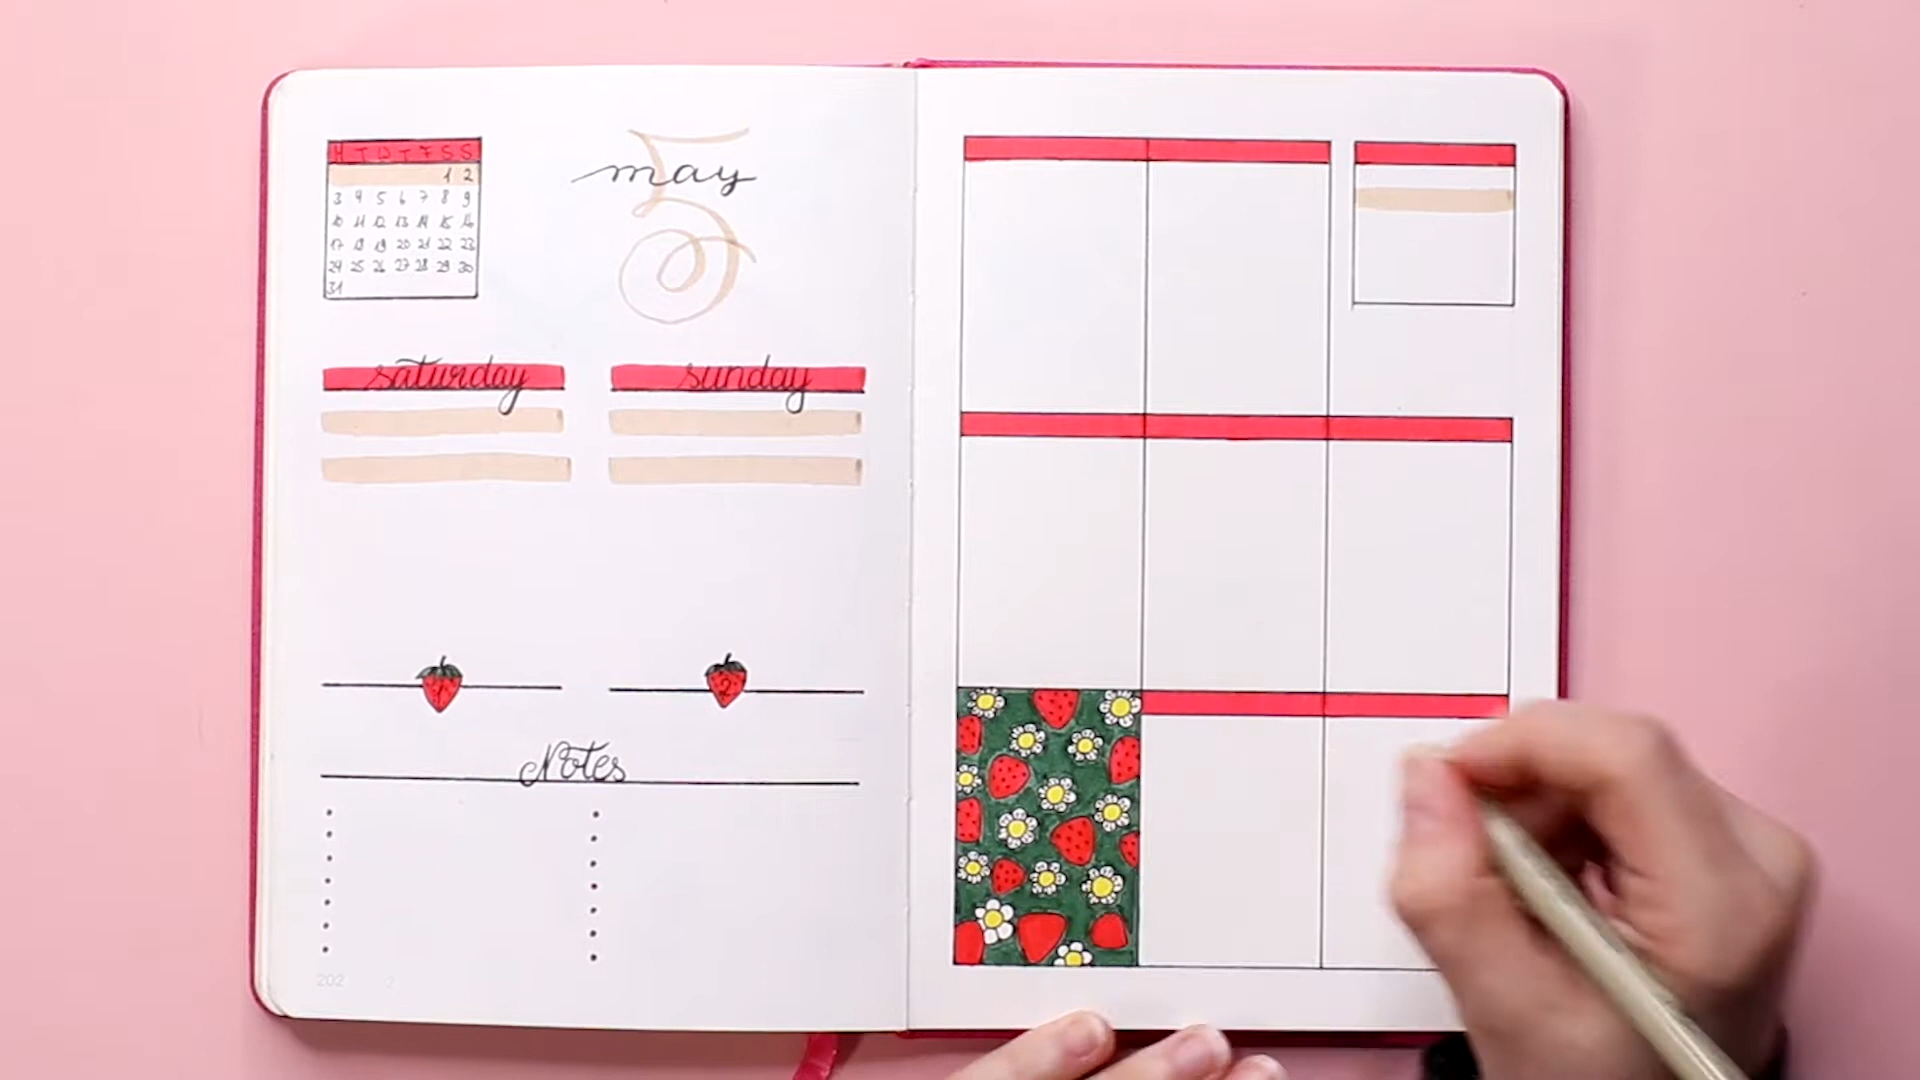 M T W T F S S
1 2
3 4 5 6 7 8 9
10 11 12 13 14 15 16
17 18 19 20 21 22 23
24 25 26 27 28 29 30
31
5
may
saturday sunday
1 2
Notes
202